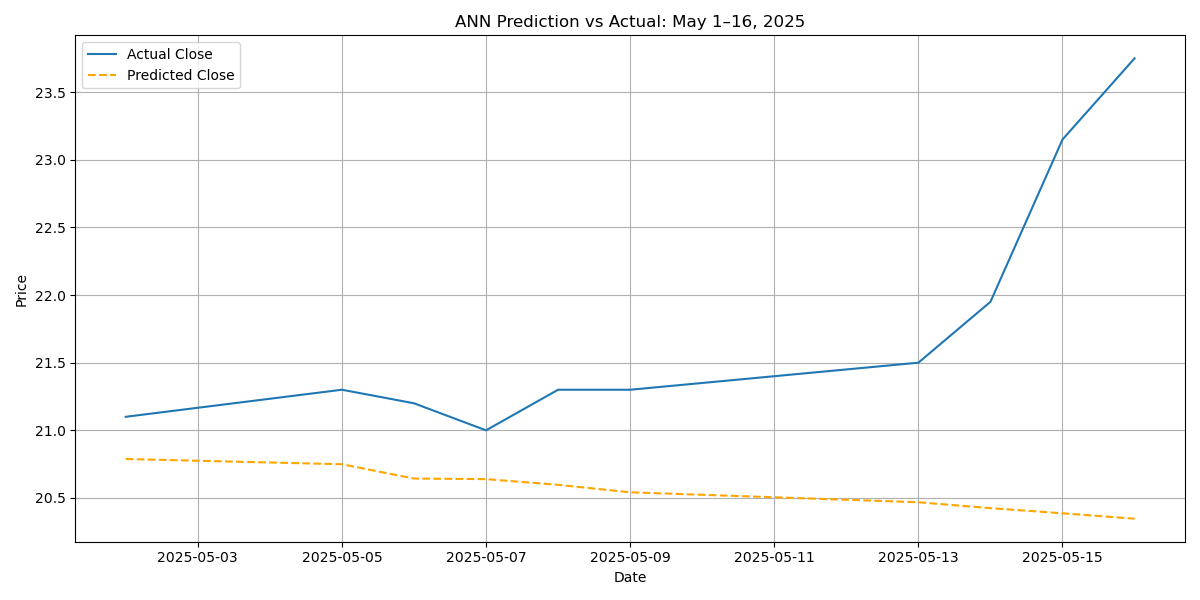 ANN Prediction vs Actual: May 1–16, 2025
Actual Close
Predicted Close
23.5
23.0
22.5
22.0
21.5
21.0
20.5
Price
2025-05-03
2025-05-05
2025-05-07
2025-05-09
2025-05-11
2025-05-13
2025-05-15
Date